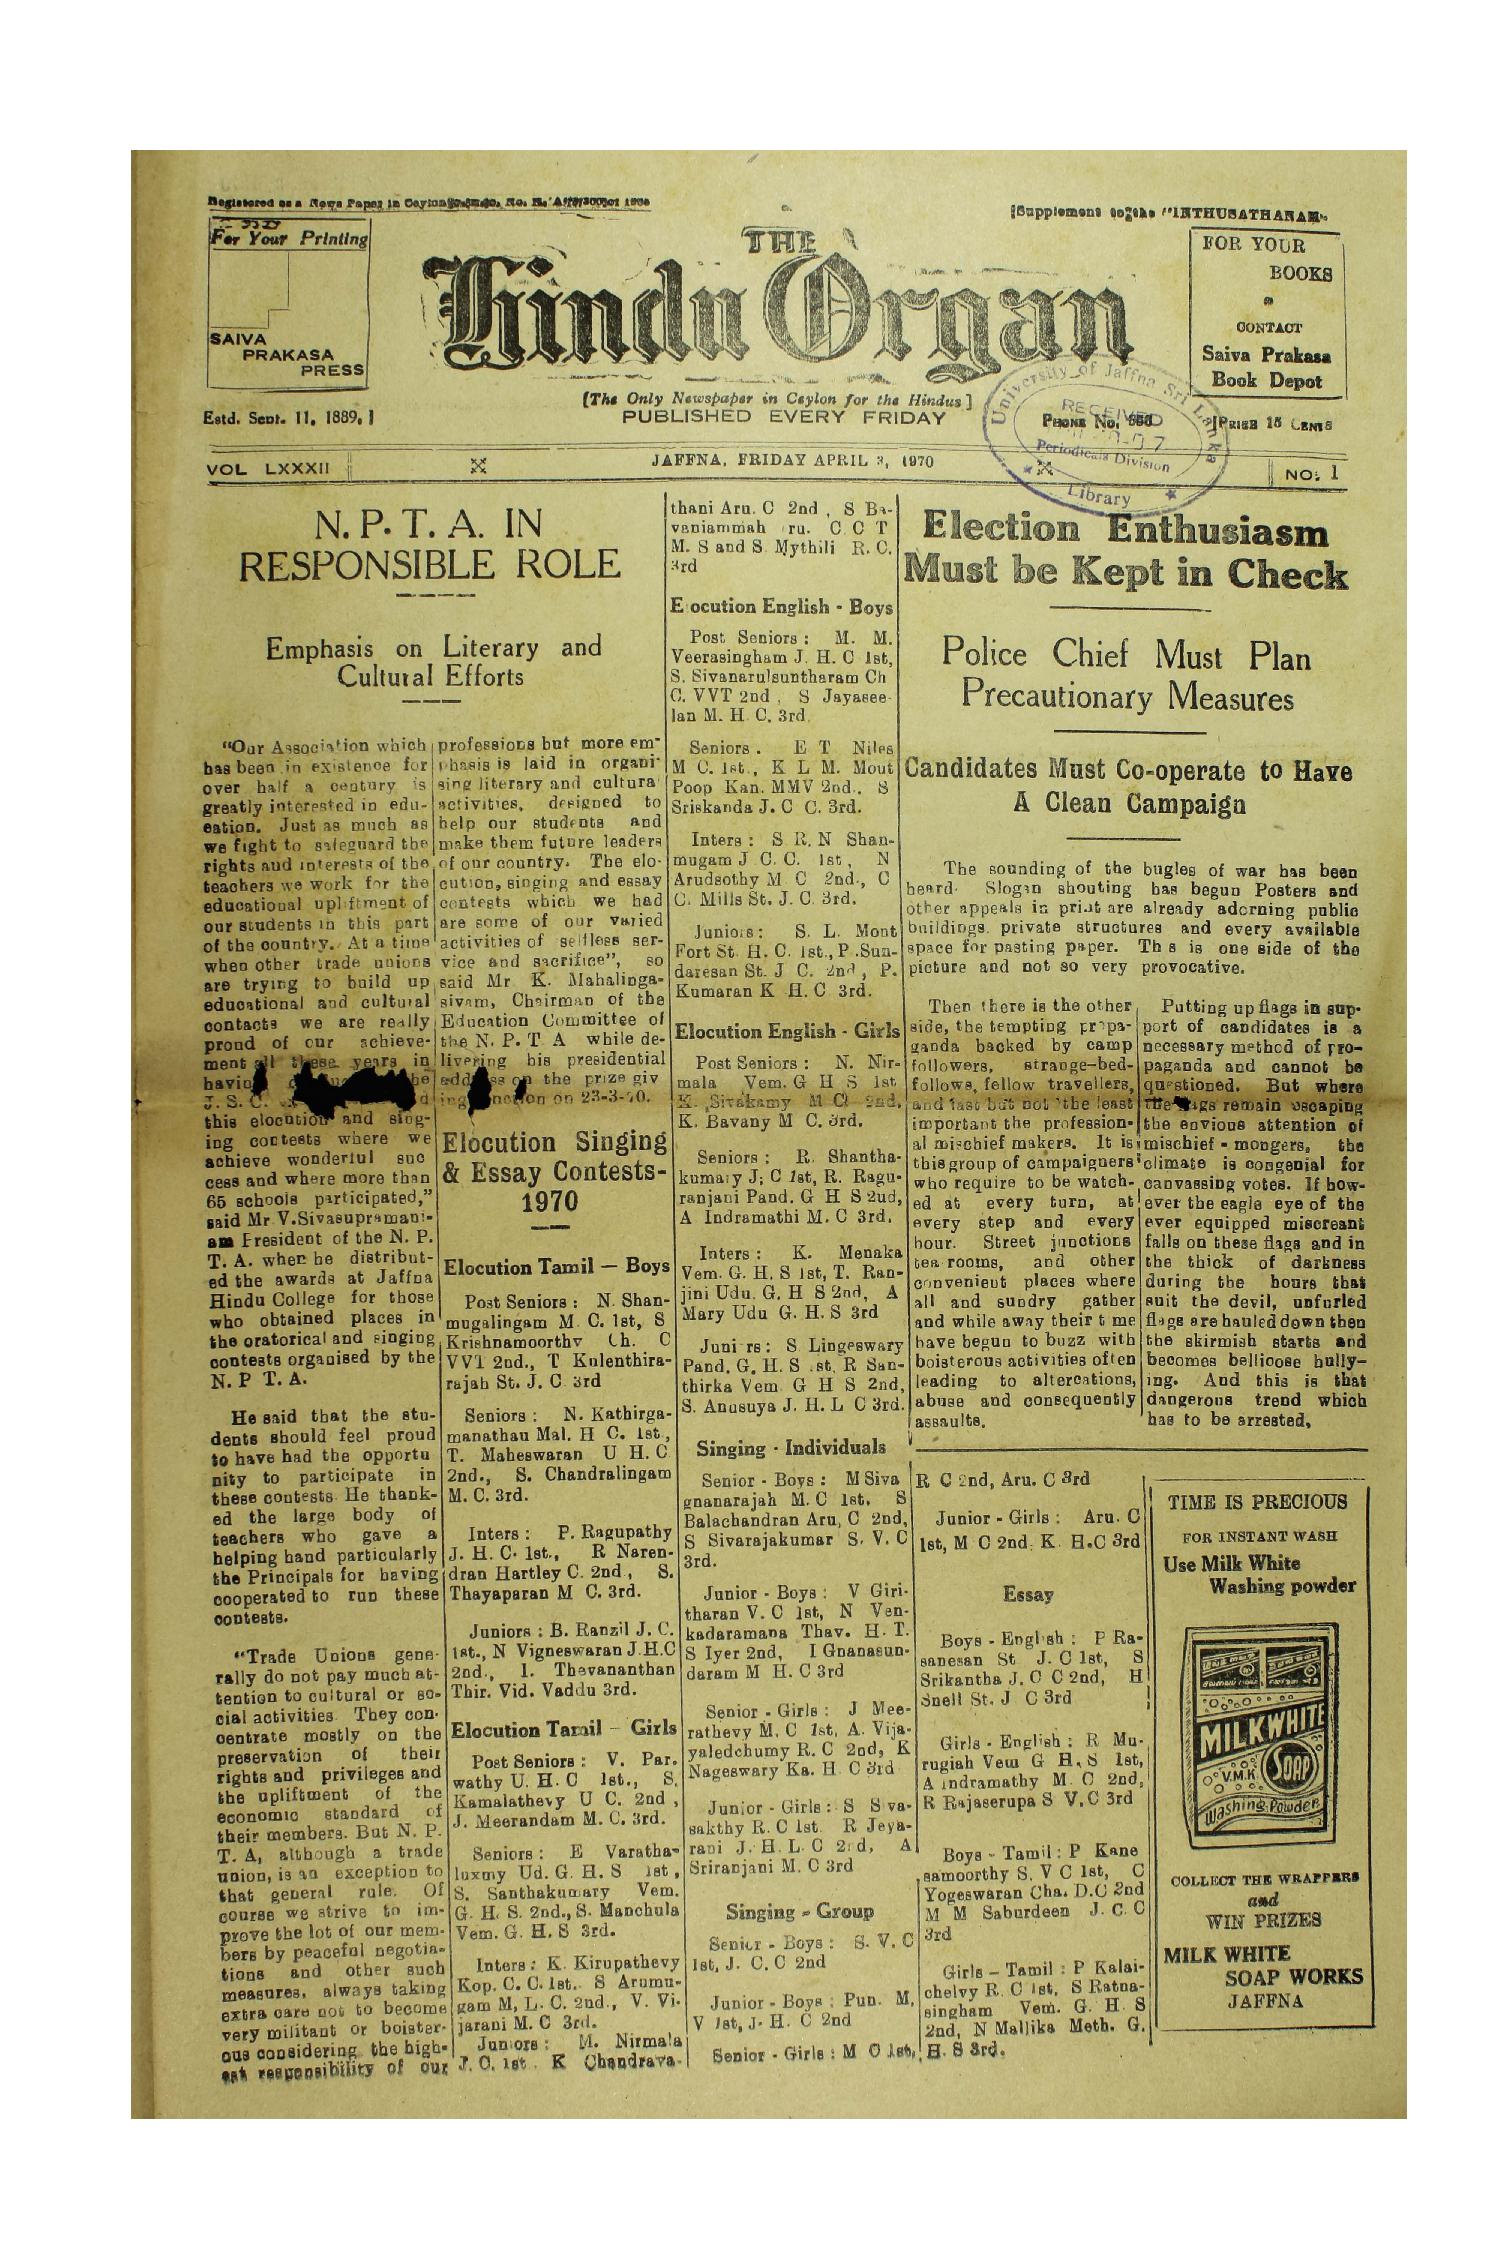 Registered as a News Paper in Ceylon
[Supplement to the "INTHUSATHANAM"
For Your Printing
SAIVA
PRAKASA
PRESS
THE
Hindu Organ
FOR YOUR
BOOKS
CONTACT
Saiva Prakasa
Book Depot
[The Only Newspaper in Ceylon for the Hindus]
Estd. Sept. 11, 1889,
PUBLISHED EVERY FRIDAY
PHONE No.
PRICE 15 CENTS
University of Jaffna Sri Lanka
RECEIVED
Periodicals Division
Library
VOL LXXXII
JAFFNA, FRIDAY APRIL 3, 1970
NO: 1
N. P. T. A. IN
RESPONSIBLE ROLE
Emphasis on Literary and
Cultural Efforts
"Our Association which
has been in existence for
over half a century is
greatly interested in edu-
eation. Just as much as
we fight to safeguard the
rights aud interests of the
teachers we work for the
educational upliftment of
our students in this part
of the country. At a time
when other trade unions
are trying to build up
educational and cultural
contacts we are really
proud of our achieve-
ment all these years in
J. S. C.
this elocution and sing-
ing contests where we
achieve wonderful suc
cess and where more than
65 schools participated,"
said Mr V.Sivasupramani-
am President of the N. P.
T. A. when he distribut-
ed the awards at Jaffna
Hindu College for those
who obtained places in
the oratorical and singing
contests organised by the
N. P T. A.
He said that the stu-
dents should feel proud
to have had the opportu
nity to participate in
these contests. He thank-
ed the large body of
teachers who gave a
helping hand particularly
the Principals for having
cooperated to run these
contests.
"Trade Unions gene-
rally do not pay much at-
tention to cultural or so-
cial activities. They con-
centrate mostly on the
preservation of their
rights and privileges and
the upliftment of the
economic standard of
their members. But N. P.
T. A, although a trade
union, is an exception to
that general rule. Of
course we strive to im-
prove the lot of our mem-
bers by peaceful negotia-
tions and other such
measures, always taking
extra care not to become
very militant or boister-
ous considering the high-
est responsibility of our
professions but more em-
phasis is laid in organi-
sing literary and cultural
activities, designed to
help our students and
make them future leaders
of our country. The elo-
cution, singing and essay
contests which we had
are some of our varied
activities of selfless ser-
vice and sacrifice", so
said Mr K. Mahalinga-
sivam, Chairman of the
Education Committee of
the N. P. T A while de-
livering his presidential
address on the prize giv
on 23-3-70.
Elocution Singing
& Essay Contests-
1970
Elocution Tamil — Boys
Post Seniors : N. Shan-
mugalingam M. C. 1st, S
Krishnamoorthy Ch. C
VVT 2nd., T Kulenthira-
rajah St. J. C 3rd
Seniors : N. Kathirga-
manathau Mal. H C. 1st,
T. Maheswaran U H. C
2nd., S. Chandralingam
M. C. 3rd.
Inters : P. Ragupathy
J. H. C. 1st., R Naren-
dran Hartley C. 2nd, S.
Thayaparan M C. 3rd.
Juniors : B. Ranzil J. C.
1st., N Vigneswaran J.H.C
2nd., I. Thevananthan
Thir. Vid. Vaddu 3rd.
Elocution Tamil – Girls
Post Seniors : V. Par.
wathy U. H. C 1st., S.
Kamalathevy U C. 2nd,
J. Meerandam M. C. 3rd.
Seniors : E Varatha-
luxmy Ud. G. H. S 1st,
S. Santhakumary Vem.
G. H. S. 2nd., S. Manchula
Vem. G. H. S 3rd.
Inters : K. Kirupathevy
Kop. C. C. 1st. S Arumu-
gam M, L. C. 2nd., V. Vi-
jarani M. C 3rd.
Juniors : M. Nirmala
J. C. 1st. K Chandrava-
thani Aru. C 2nd, S Ba-
vaniammah ru. C C T
M. S and S. Mythili R. C.
3rd
E ocution English - Boys
Post Seniors : M. M.
Veerasingham J. H. C 1st,
S. Sivanarulsuntharam Ch
C. VVT 2nd, S Jayasee-
lan M. H C. 3rd.
Seniors. E T Niles
M C. 1st., K L M. Mout
Poop Kan. MMV 2nd., S
Sriskanda J. C C. 3rd.
Inters : S R. N Shan-
mugam J C. C. 1st, N
Arudsothy M C 2nd., C
C. Mills St. J. C. 3rd.
Juniors : S. L. Mont
Fort St. H. C. 1st., P. Sun-
daresan St. J C. 2nd, P.
Kumaran K .H. C 3rd.
Elocution English - Girls
Post Seniors : N. Nir-
mala Vem. G H S 1st
K. Sivakamy M C 2nd,
K. Bavany M C. 3rd.
Seniors : R. Shantha-
kumary J; C 1st, R. Ragu-
ranjani Pand. G H S 2ud,
A Indramathi M. C 3rd.
Inters : K. Menaka
Vem. G. H. S 1st, T. Ran-
jini Udu. G. H S 2nd, A
Mary Udu G. H. S 3rd
Juni rs : S Lingeswary
Pand. G. H. S .st. R San-
thirka Vem G H S 2nd,
S. Anusuya J. H. L C 3rd.
Singing - Individuals
Senior - Boys : M Siva
gnanarajah M. C 1st. S
Balachandran Aru, C 2nd,
S Sivarajakumar S. V. C
3rd.
Junior - Boys : V Giri-
tharan V. C 1st, N Ven-
kadaramana Thav. H. T.
S Iyer 2nd, I Gnanasun-
daram M H. C 3rd
Senior - Girls : J Mee-
rathevy M. C 1st, A. Vija-
yaledchumy R. C 2nd, K
Nageswary Ka. H. C 3rd
Junior - Girls : S S va-
sakthy R. C 1st. R Jeya-
rani J. H. L. C 2nd, A
Sriranjani M. C 3rd
Singing - Group
Senior - Boys : S. V. C
1st, J. C. C 2nd
Junior - Boys : Pun. M,
V 1st, J. H. C 2nd
Senior - Girls : M C 1st,
R C 2nd, Aru. C 3rd
Junior - Girls : Aru. C
1st, M C 2nd. K. H.C 3rd
Essay
Boys - English : P Ra-
sanesan St J. C 1st, S
Srikantha J. C C 2nd, H
Snell St. J C 3rd
Girls - English : R Mu-
rugiah Vem G H. S 1st,
A indramathy M. C 2nd,
R Rajaserupa S V. C 3rd
Boys - Tamil : P Kane
samoorthy S. V C 1st, C
Yogeswaran Cha. D.C 2nd
M M Saburdeen J. C. C
3rd
Girls – Tamil : P Kalai-
chelvy R. C 1st, S Ratna-
singham Vem. G. H. S
2nd, N Mallika Meth. G.
H. S 3rd.
Election Enthusiasm
Must be Kept in Check
Police Chief Must Plan
Precautionary Measures
Candidates Must Co-operate to Have
A Clean Campaign
The sounding of the bugles of war has been
heard. Slogan shouting has begun Posters and
other appeals in print are already adorning public
buildings. private structures and every available
space for pasting paper. Th s is one side of the
picture and not so very provocative.
Then there is the other
side, the tempting propa-
ganda backed by camp
followers, strange-bed-
follows, fellow travellers,
and last but not the least
important the profession-
al mischief makers. It is
this group of campaigners
who require to be watch-
ed at every turn, at
every step and every
hour. Street junctions
tea rooms, and other
convenient places where
all and sundry gather
and while away their t me
have begun to buzz with
boisterous activities often
leading to altercations,
abuse and consequently
assaults.
Putting up flags in sup-
port of candidates is a
necessary method of pro-
paganda and cannot be
questioned. But where
the flags remain escaping
the envious attention of
mischief - mongers, the
climate is congenial for
canvassing votes. If how-
ever the eagle eye of the
ever equipped miscreant
falls on these flags and in
the thick of darkness
during the hours that
suit the devil, unfurled
flags are hauled down then
the skirmish starts and
becomes bellicose bully-
ing. And this is that
dangerous trend which
has to be arrested,
TIME IS PRECIOUS
FOR INSTANT WASH
Use Milk White
Washing powder
MILKWHITE
V.M.K SOAP
Washing Powder
COLLECT THE WRAPPERS
and
WIN PRIZES
MILK WHITE
SOAP WORKS
JAFFNA